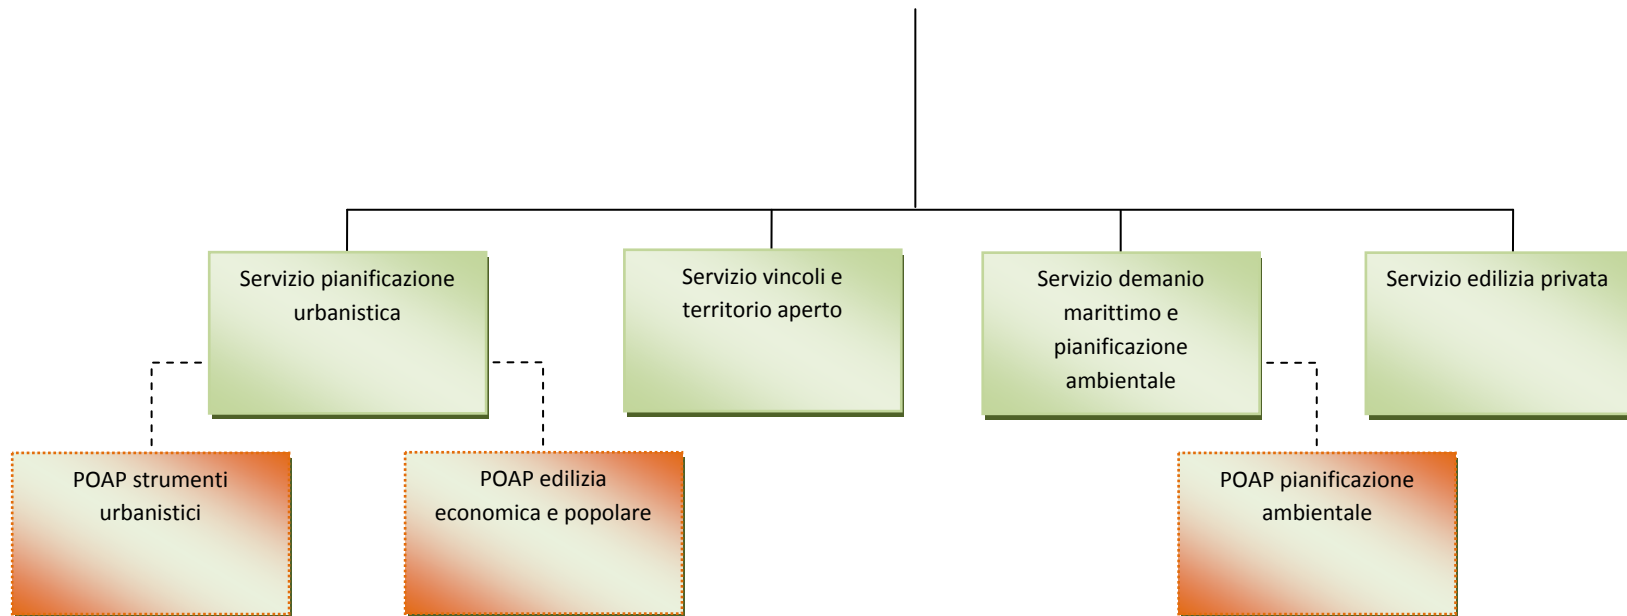 Servizio pianificazione
urbanistica
Servizio vincoli e
territorio aperto
Servizio demanio
marittimo e
pianificazione
ambientale
Servizio edilizia privata
POAP strumenti
urbanistici
POAP edilizia
economica e popolare
POAP pianificazione
ambientale